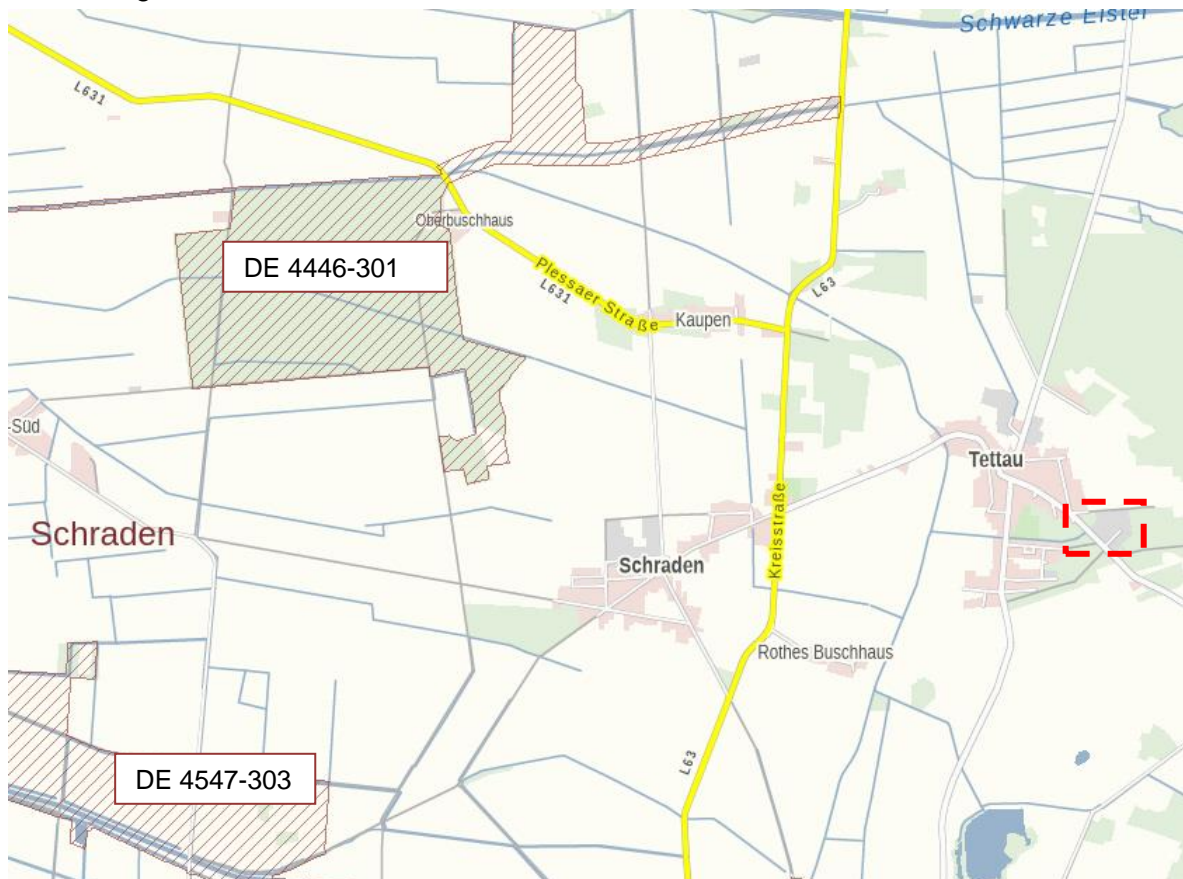 Schwarze Elster
L631
Oberbuschhaus
DE 4446-301
Plessaer Straße
L631
L63
Kaupen
-Süd
Tettau
Schraden
Kreisstraße
Schraden
Rothes Buschhaus
L63
DE 4547-303